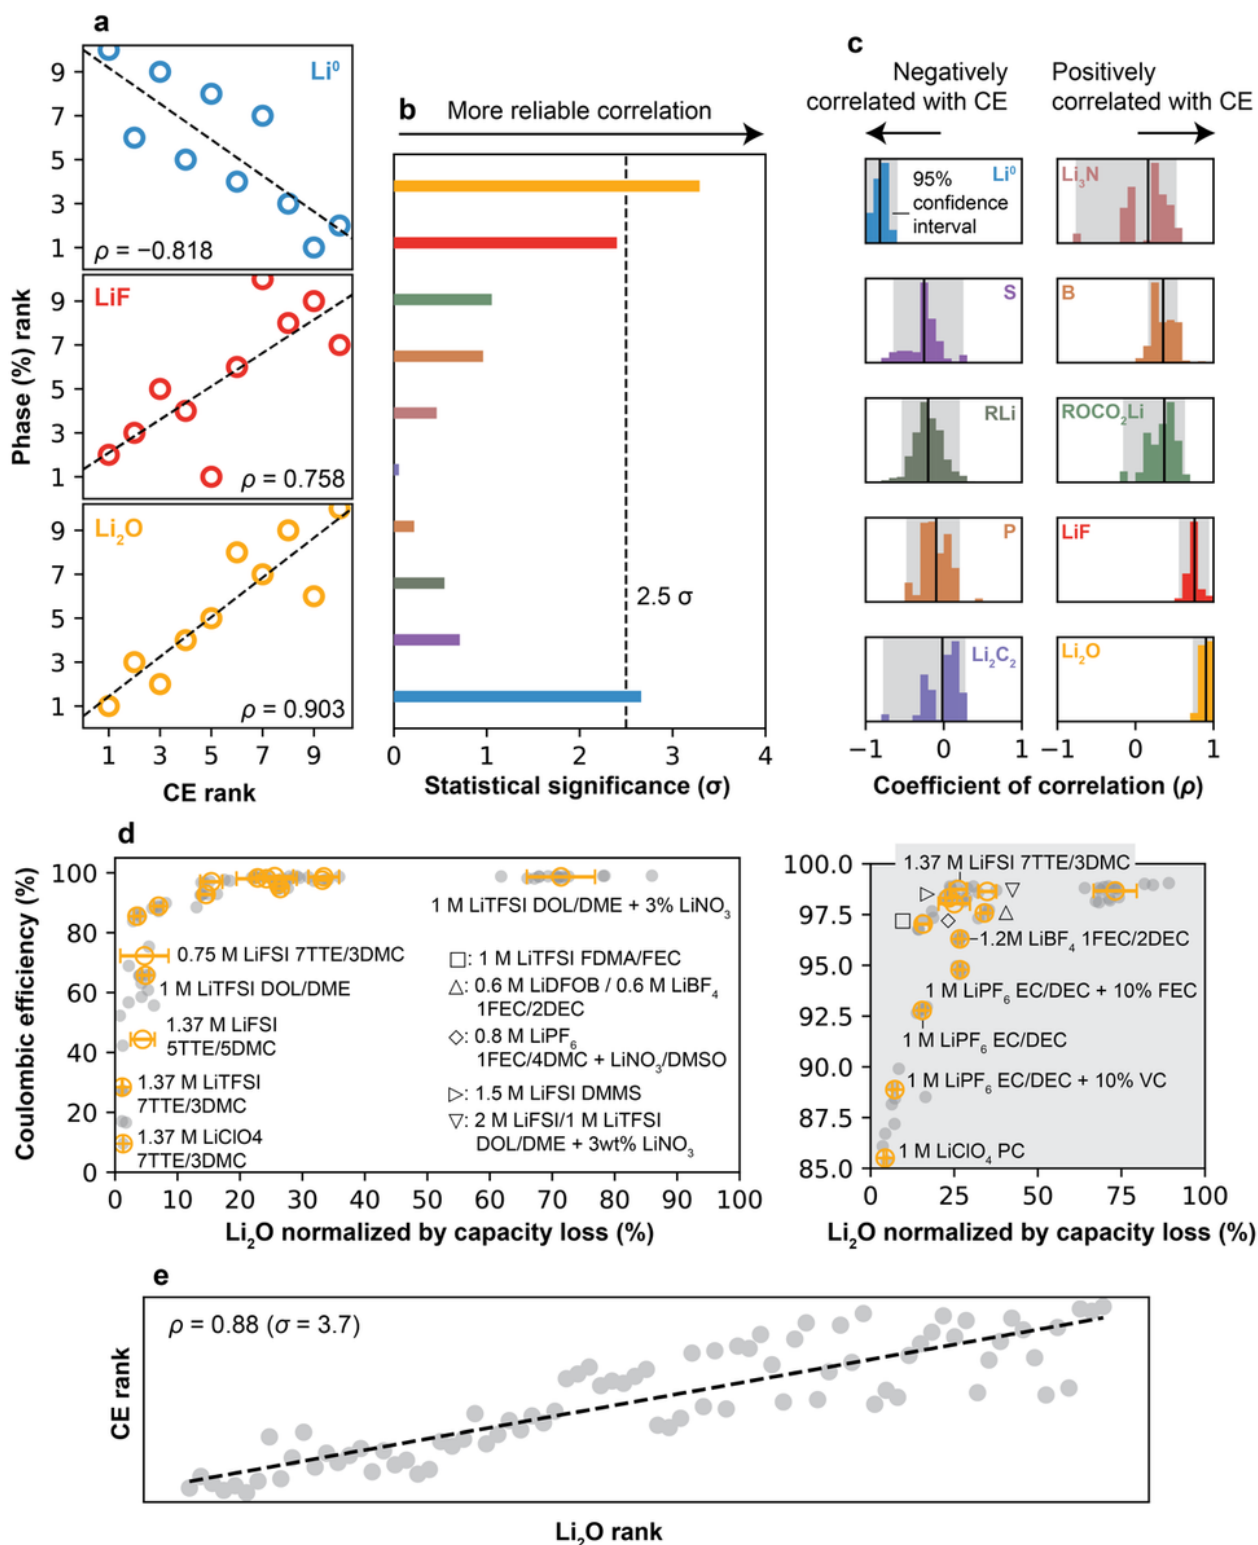 a
Li⁰
9
7
5
3
1
ρ = −0.818
LiF
9
7
5
3
1
ρ = 0.758
Li₂O
9
7
5
3
1
ρ = 0.903
1 3 5 7 9
CE rank
Phase (%) rank
b
More reliable correlation
2.5 σ
0 1 2 3 4
Statistical significance (σ)
c
Negatively
correlated with CE
Positively
correlated with CE
Li⁰
95%
confidence
interval
Li₃N
S
B
RLi
ROCO₂Li
P
LiF
Li₂C₂
Li₂O
−1 0 1
−1 0 1
Coefficient of correlation (ρ)
d
Coulombic efficiency (%)
100
80
60
40
20
0
1 M LiTFSI DOL/DME + 3% LiNO₃
0.75 M LiFSI 7TTE/3DMC
1 M LiTFSI DOL/DME
1.37 M LiFSI
5TTE/5DMC
1.37 M LiTFSI
7TTE/3DMC
1.37 M LiClO4
7TTE/3DMC
□: 1 M LiTFSI FDMA/FEC
△: 0.6 M LiDFOB / 0.6 M LiBF₄
1FEC/2DEC
◇: 0.8 M LiPF₆
1FEC/4DMC + LiNO₃/DMSO
▷: 1.5 M LiFSI DMMS
▽: 2 M LiFSI/1 M LiTFSI
DOL/DME + 3wt% LiNO₃
0 10 20 30 40 50 60 70 80 90 100
Li₂O normalized by capacity loss (%)
100.0
97.5
95.0
92.5
90.0
87.5
85.0
1.37 M LiFSI 7TTE/3DMC
1.2M LiBF₄ 1FEC/2DEC
1 M LiPF₆ EC/DEC + 10% FEC
1 M LiPF₆ EC/DEC
1 M LiPF₆ EC/DEC + 10% VC
1 M LiClO₄ PC
0 25 50 75 100
Li₂O normalized by capacity loss (%)
e
ρ = 0.88 (σ = 3.7)
CE rank
Li₂O rank